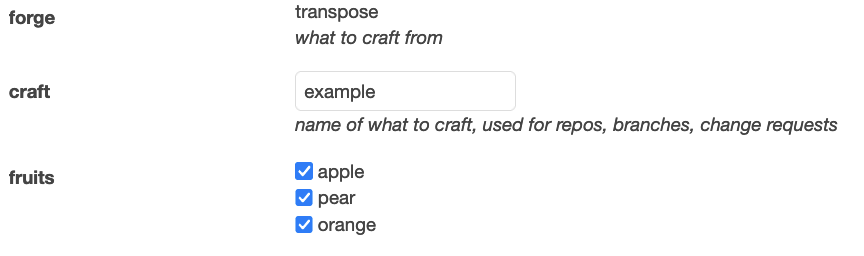 forge
transpose
what to craft from
craft
example
name of what to craft, used for repos, branches, change requests
fruits
apple
pear
orange